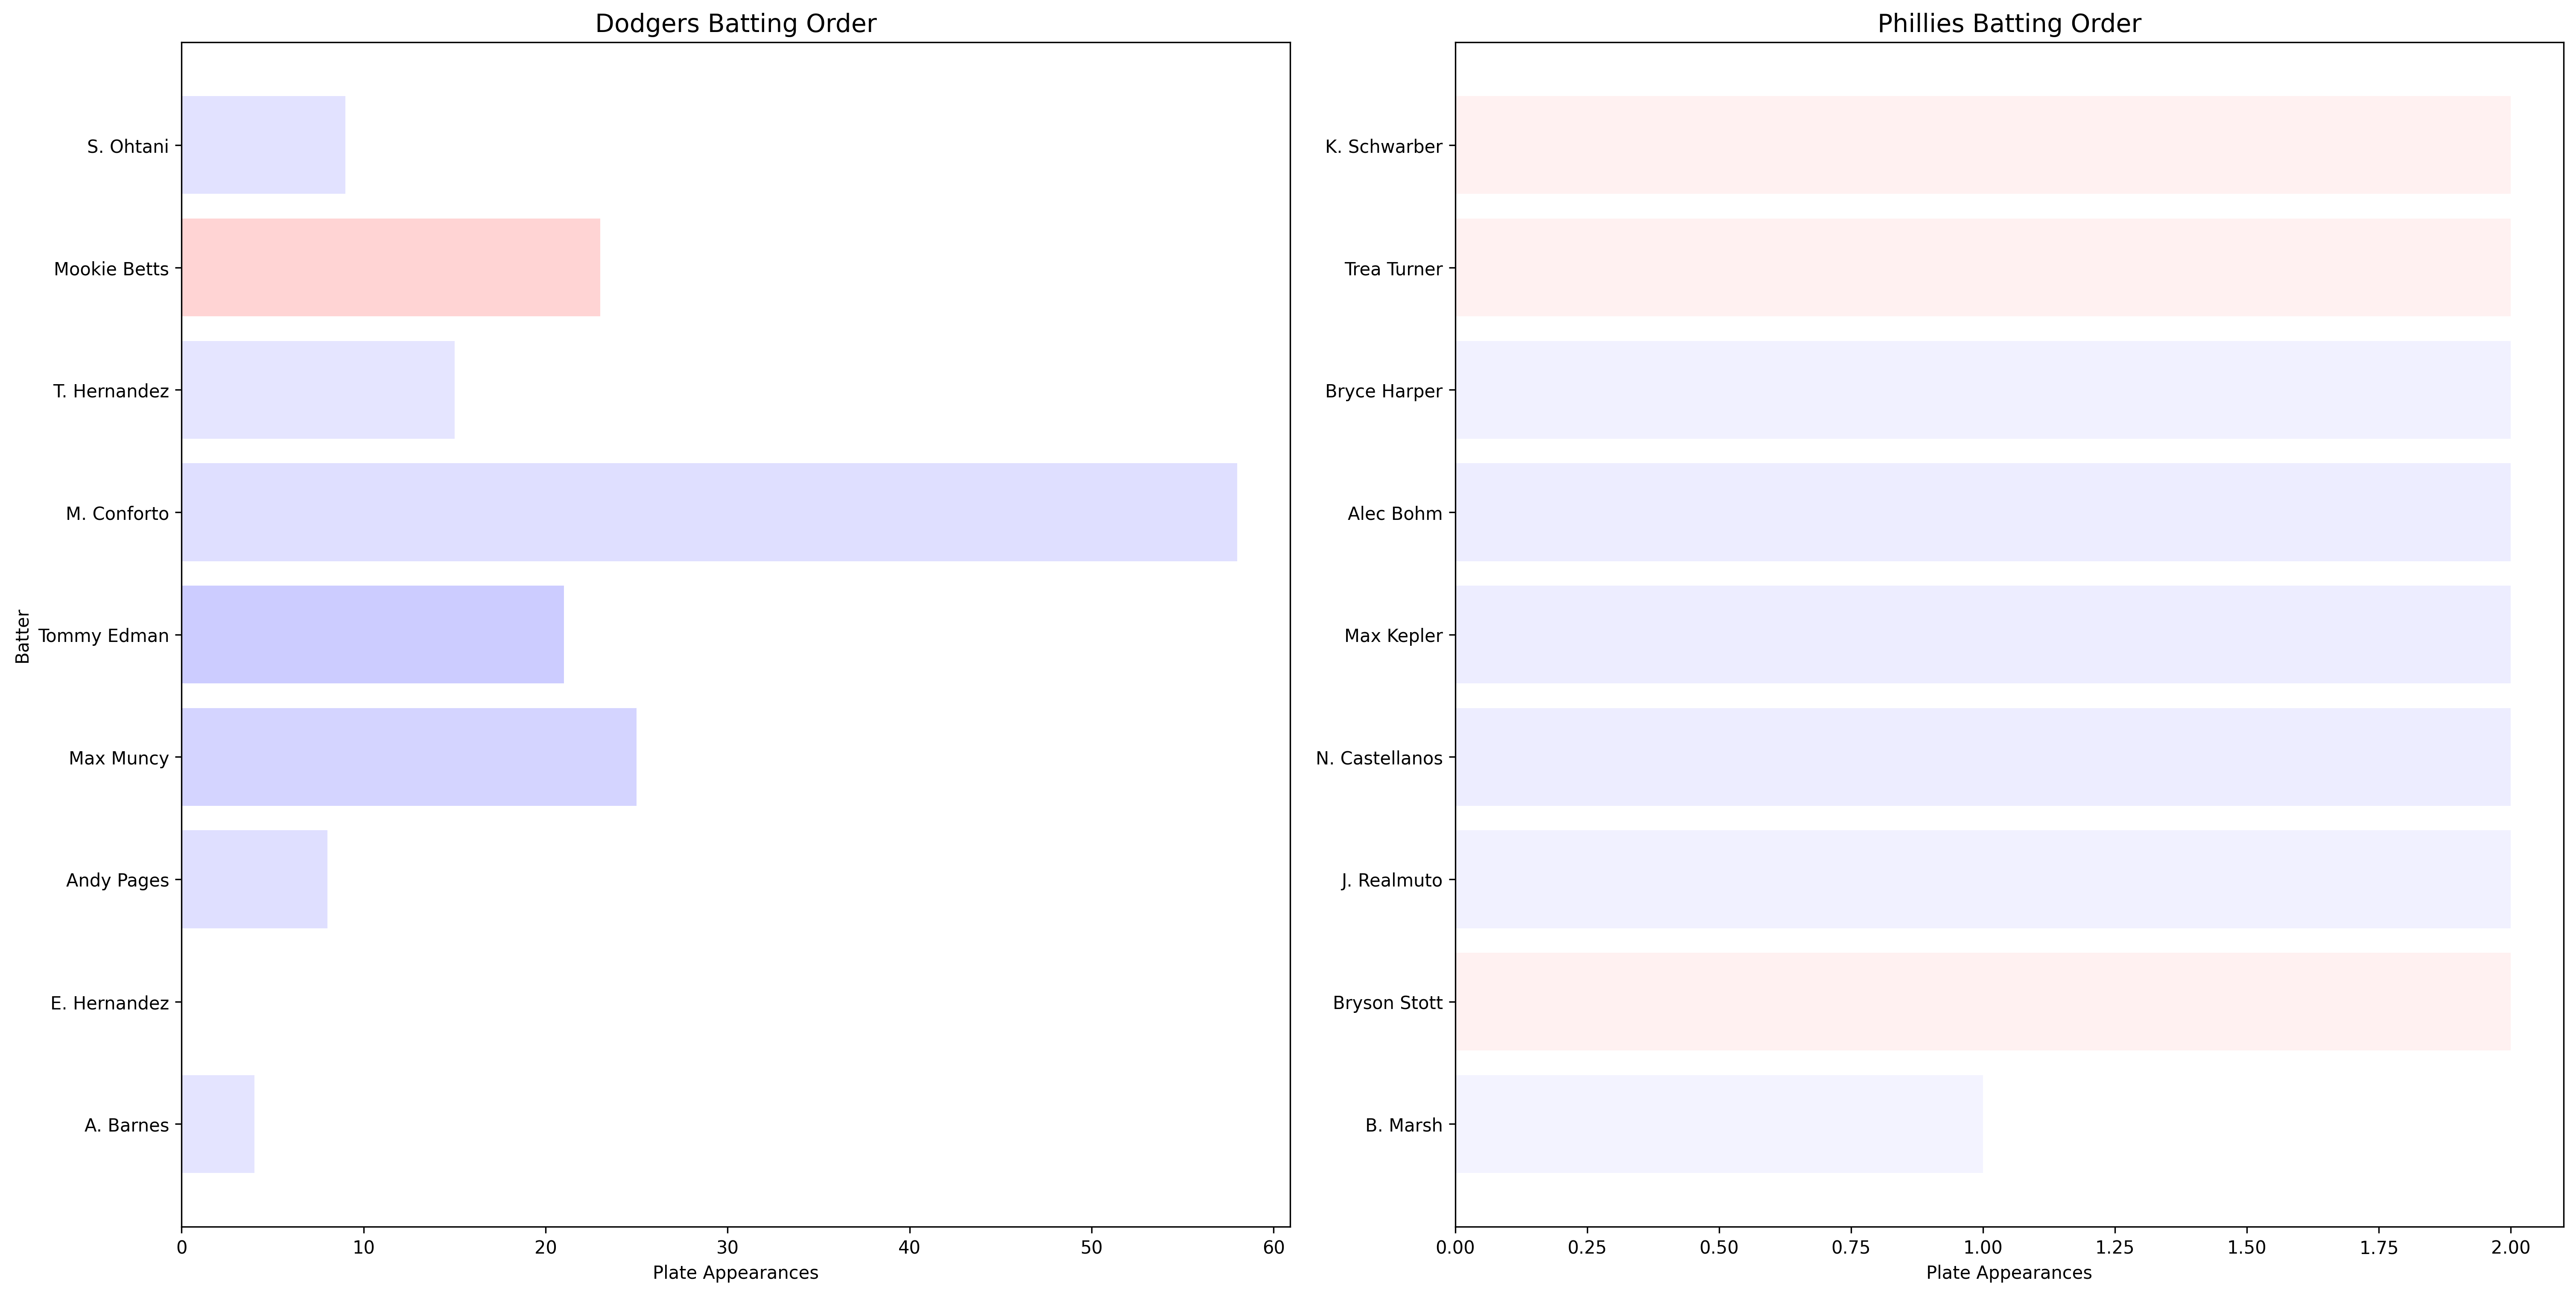 Dodgers Batting Order
Batter
S. Ohtani
Mookie Betts
T. Hernandez
M. Conforto
Tommy Edman
Max Muncy
Andy Pages
E. Hernandez
A. Barnes
0 10 20 30 40 50 60
Plate Appearances
Phillies Batting Order
K. Schwarber
Trea Turner
Bryce Harper
Alec Bohm
Max Kepler
N. Castellanos
J. Realmuto
Bryson Stott
B. Marsh
0.00 0.25 0.50 0.75 1.00 1.25 1.50 1.75 2.00
Plate Appearances